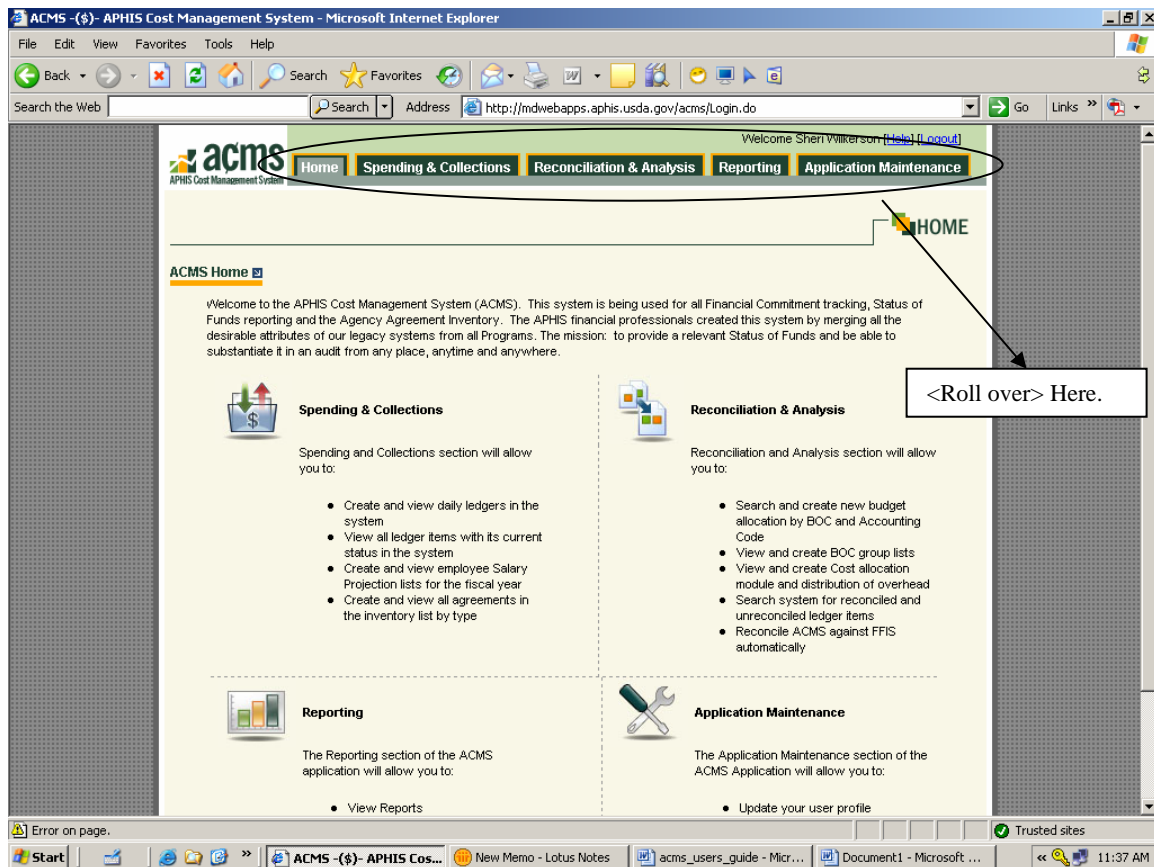 ACMS -($)- APHIS Cost Management System - Microsoft Internet Explorer
File Edit View Favorites Tools Help
Back Search Favorites
Search the Web Search Address http://mdwebapps.aphis.usda.gov/acms/Login.do Go Links »
Welcome Sheri Wilkerson [Help] [Logout]
acms
APHIS Cost Management System
Home Spending & Collections Reconciliation & Analysis Reporting Application Maintenance
HOME
ACMS Home
Welcome to the APHIS Cost Management System (ACMS). This system is being used for all Financial Commitment tracking, Status of
Funds reporting and the Agency Agreement Inventory. The APHIS financial professionals created this system by merging all the
desirable attributes of our legacy systems from all Programs. The mission: to provide a relevant Status of Funds and be able to
substantiate it in an audit from any place, anytime and anywhere.
<Roll over> Here.
Spending & Collections
Spending and Collections section will allow
you to:
• Create and view daily ledgers in the
system
• View all ledger items with its current
status in the system
• Create and view employee Salary
Projection lists for the fiscal year
• Create and view all agreements in
the inventory list by type
Reconciliation & Analysis
Reconciliation and Analysis section will allow
you to:
• Search and create new budget
allocation by BOC and Accounting
Code
• View and create BOC group lists
• View and create Cost allocation
module and distribution of overhead
• Search system for reconciled and
unreconciled ledger items
• Reconcile ACMS against FFIS
automatically
Reporting
The Reporting section of the ACMS
application will allow you to:
• View Reports
Application Maintenance
The Application Maintenance section of the
ACMS Application will allow you to:
• Update your user profile
Error on page. Trusted sites
Start » ACMS -($)- APHIS Cos... New Memo - Lotus Notes acms_users_guide - Micr... Document1 - Microsoft ... « 11:37 AM